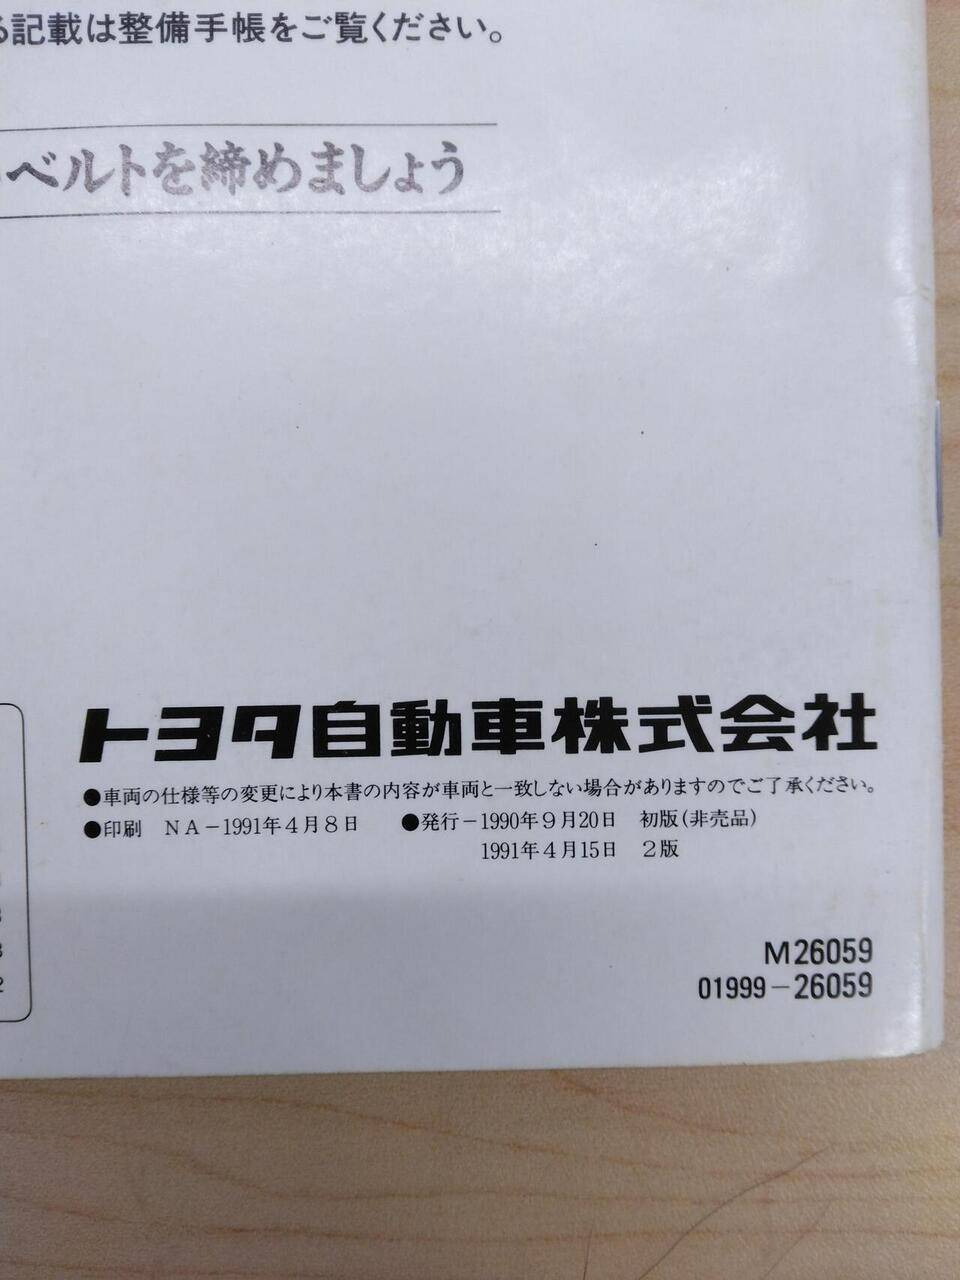 る記載は整備手帳をご覧ください。
ベルトを締めましょう
トヨタ自動車株式会社
●車両の仕様等の変更により本書の内容が車両と一致しない場合がありますのでご了承ください。
●印刷 NA－1991年4月8日 ●発行－1990年9月20日 初版(非売品)
1991年4月15日 2版
3
2
M26059
01999－26059